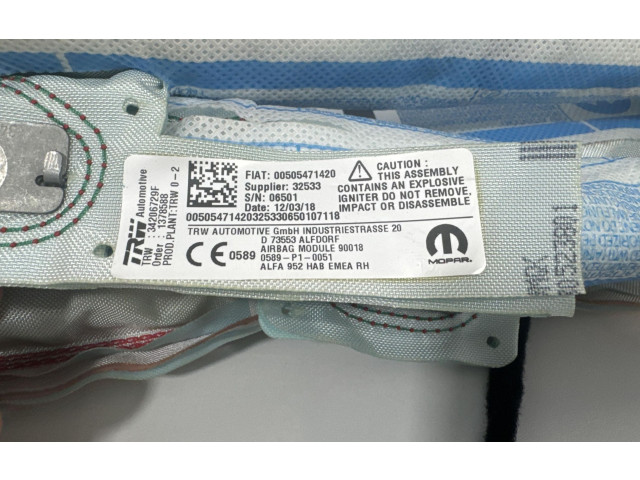 TRW Automotive
TRW : 34206729F
Order : 1378588
PROD.PLANT:TRW 0-2
FIAT: 00505471420
Supplier: 32533
S/N: 06501
Date: 12/03/18
00505471420325330650107118
CAUTION :
THIS ASSEMBLY
CONTAINS AN EXPLOSIVE
IGNITER DO NOT REMOVE,
IMPACT OR DISASSEMBLE
TRW AUTOMOTIVE GmbH INDUSTRIESTRASSE 20
D 73553 ALFDORF
AIRBAG MODULE 90018
CE 0589 0589-P1-0051
ALFA 952 HAB EMEA RH
MOPAR.